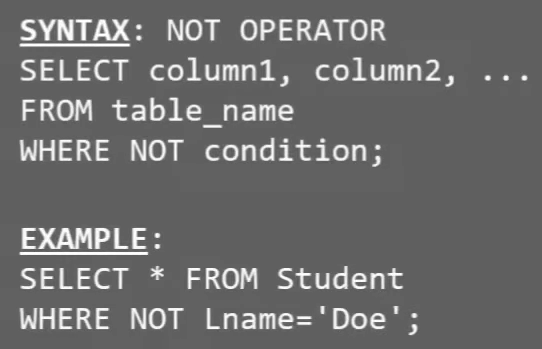 SYNTAX: NOT OPERATOR
SELECT column1, column2, ...
FROM table_name
WHERE NOT condition;
EXAMPLE:
SELECT * FROM Student
WHERE NOT Lname='Doe';